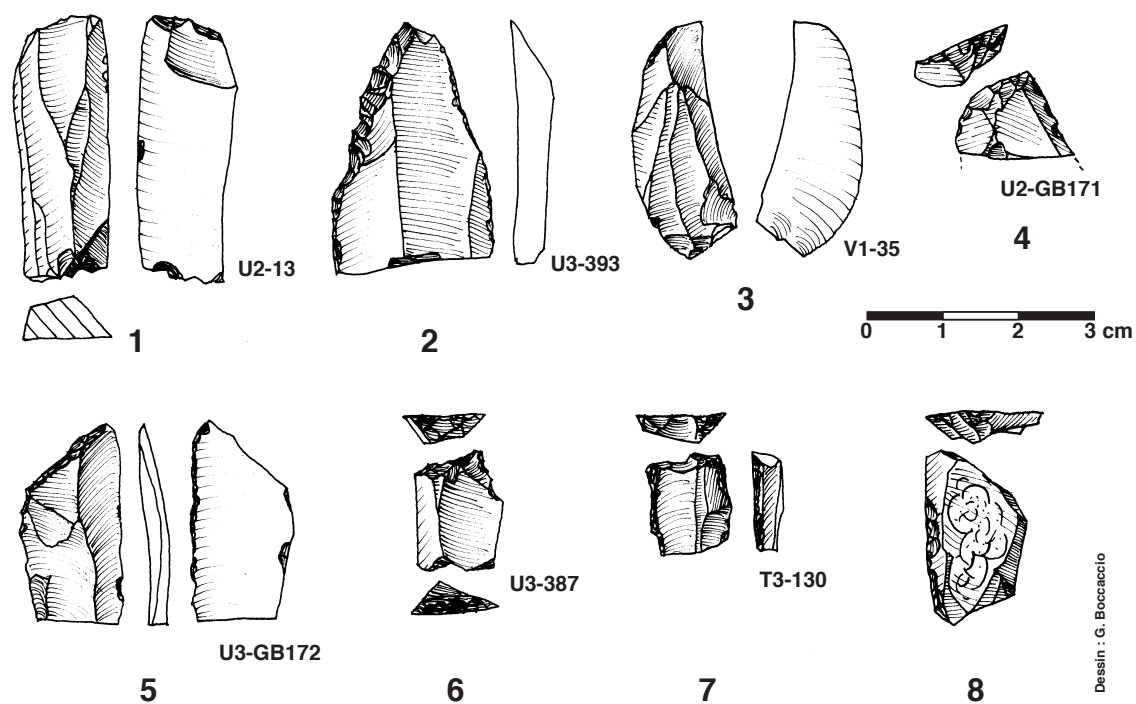 U2-13
1
U3-393
2
V1-35
3
U2-GB171
4
0 1 2 3 cm
U3-GB172
5
U3-387
6
T3-130
7
8
Dessin : G. Boccaccio